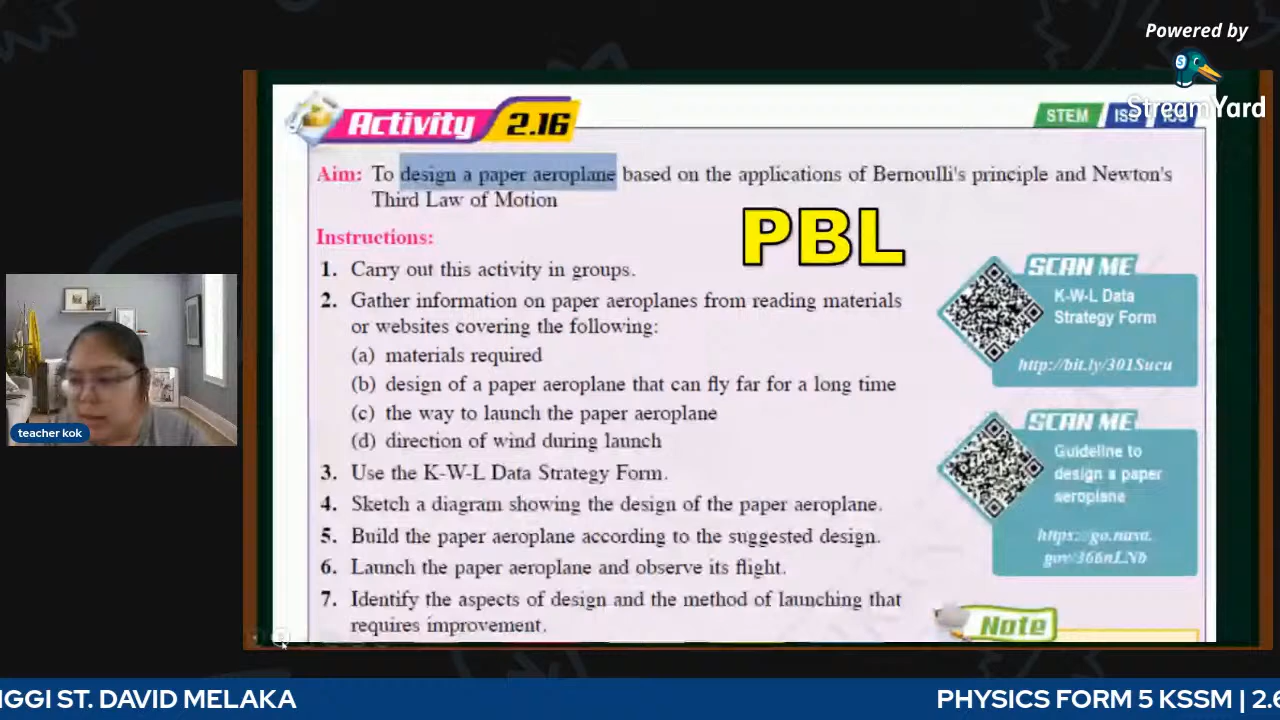 Powered by
StreamYard
Activity 2.16
STEM
Aim: To design a paper aeroplane based on the applications of Bernoulli's principle and Newton's
Third Law of Motion
PBL
Instructions:
1. Carry out this activity in groups.
2. Gather information on paper aeroplanes from reading materials
or websites covering the following:
(a) materials required
(b) design of a paper aeroplane that can fly far for a long time
(c) the way to launch the paper aeroplane
(d) direction of wind during launch
3. Use the K-W-L Data Strategy Form.
4. Sketch a diagram showing the design of the paper aeroplane.
5. Build the paper aeroplane according to the suggested design.
6. Launch the paper aeroplane and observe its flight.
7. Identify the aspects of design and the method of launching that
requires improvement.
SCAN ME
K-W-L Data
Strategy Form
http://bit.ly/301Sucu
SCAN ME
Guideline to
design a paper
aeroplane
https://go.nasa.
Note
teacher kok
NGGI ST. DAVID MELAKA
PHYSICS FORM 5 KSSM | 2.6